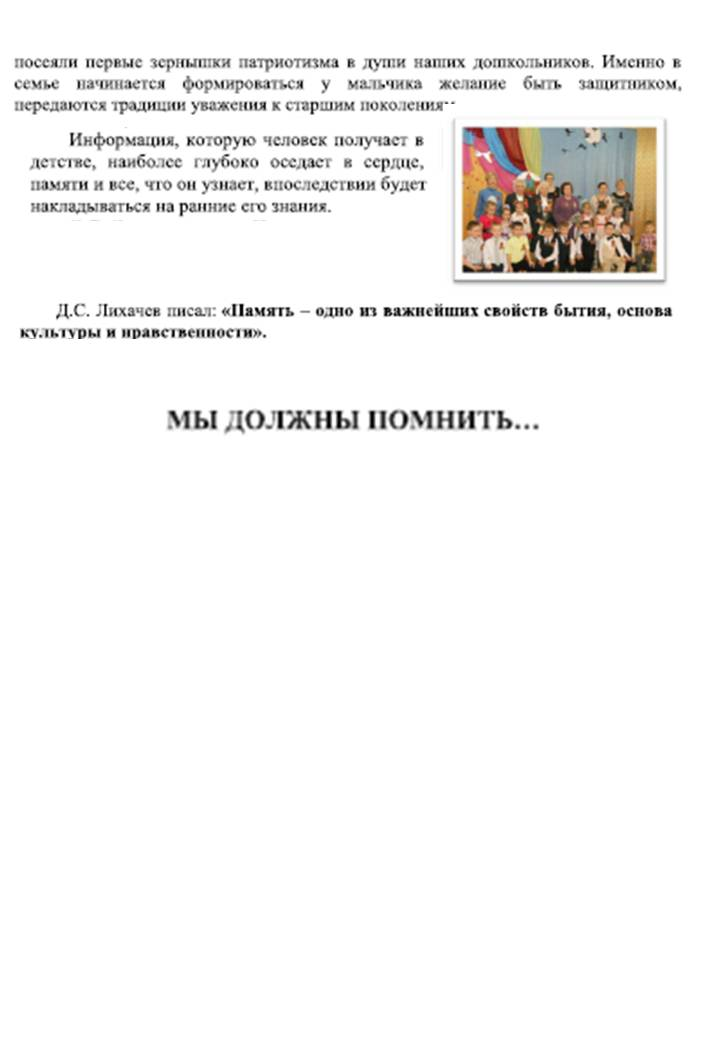 посеяли первые зернышки патриотизма в души наших дошкольников. Именно в
семье начинается формироваться у мальчика желание быть защитником,
передаются традиции уважения к старшим поколения
Информация, которую человек получает в
детстве, наиболее глубоко оседает в сердце,
памяти и все, что он узнает, впоследствии будет
накладываться на ранние его знания.
Д.С. Лихачев писал: «Память – одно из важнейших свойств бытия, основа
культуры и нравственности».
МЫ ДОЛЖНЫ ПОМНИТЬ...